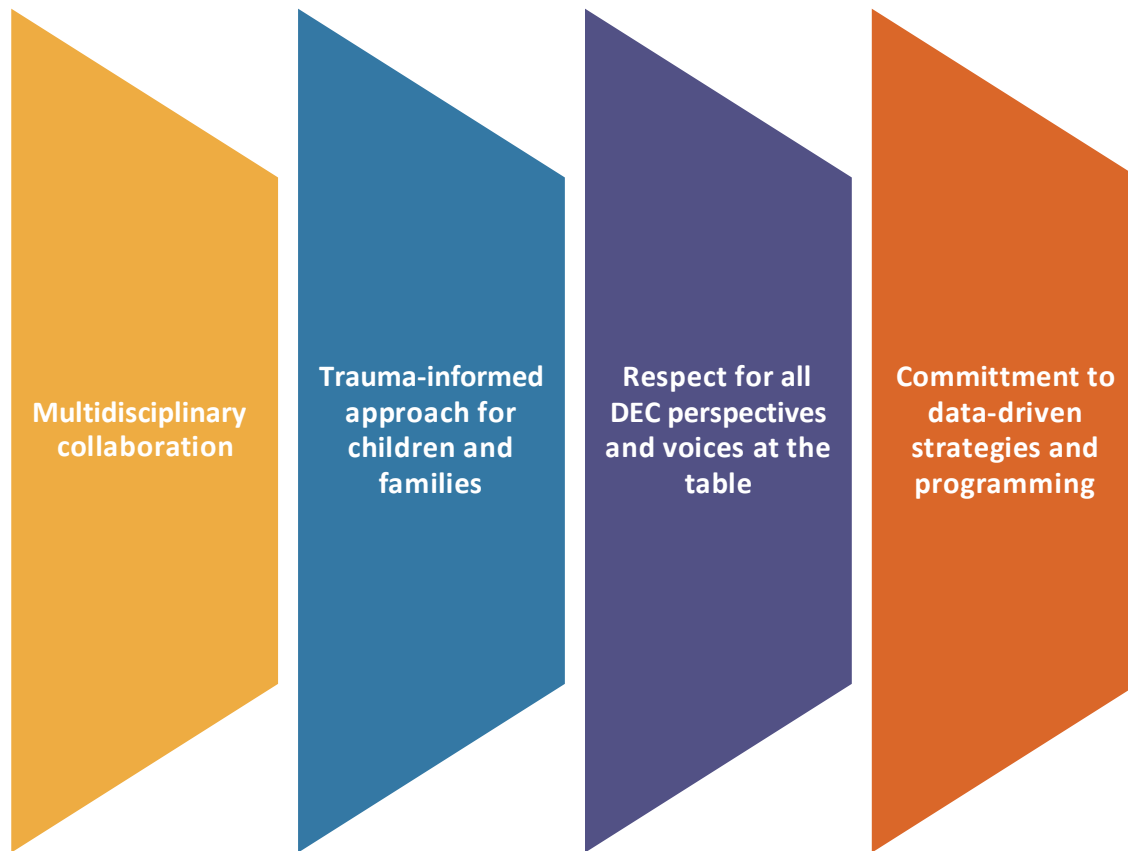 Multidisciplinary
collaboration
Trauma-informed
approach for
children and
families
Respect for all
DEC perspectives
and voices at the
table
Committment to
data-driven
strategies and
programming